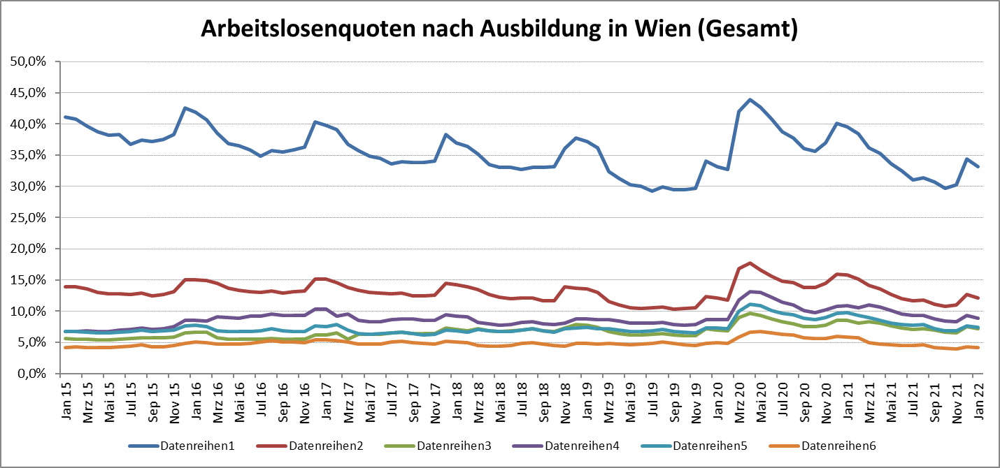 Arbeitslosenquoten nach Ausbildung in Wien (Gesamt)
50,0%
45,0%
40,0%
35,0%
30,0%
25,0%
20,0%
15,0%
10,0%
5,0%
0,0%
Jan 15
Mrz 15
Mai 15
Jul 15
Sep 15
Nov 15
Jan 16
Mrz 16
Mai 16
Jul 16
Sep 16
Nov 16
Jan 17
Mrz 17
Mai 17
Jul 17
Sep 17
Nov 17
Jan 18
Mrz 18
Mai 18
Jul 18
Sep 18
Nov 18
Jan 19
Mrz 19
Mai 19
Jul 19
Sep 19
Nov 19
Jan 20
Mrz 20
Mai 20
Jul 20
Sep 20
Nov 20
Jan 21
Mrz 21
Mai 21
Jul 21
Sep 21
Nov 21
Jan 22
Datenreihen1 Datenreihen2 Datenreihen3 Datenreihen4 Datenreihen5 Datenreihen6